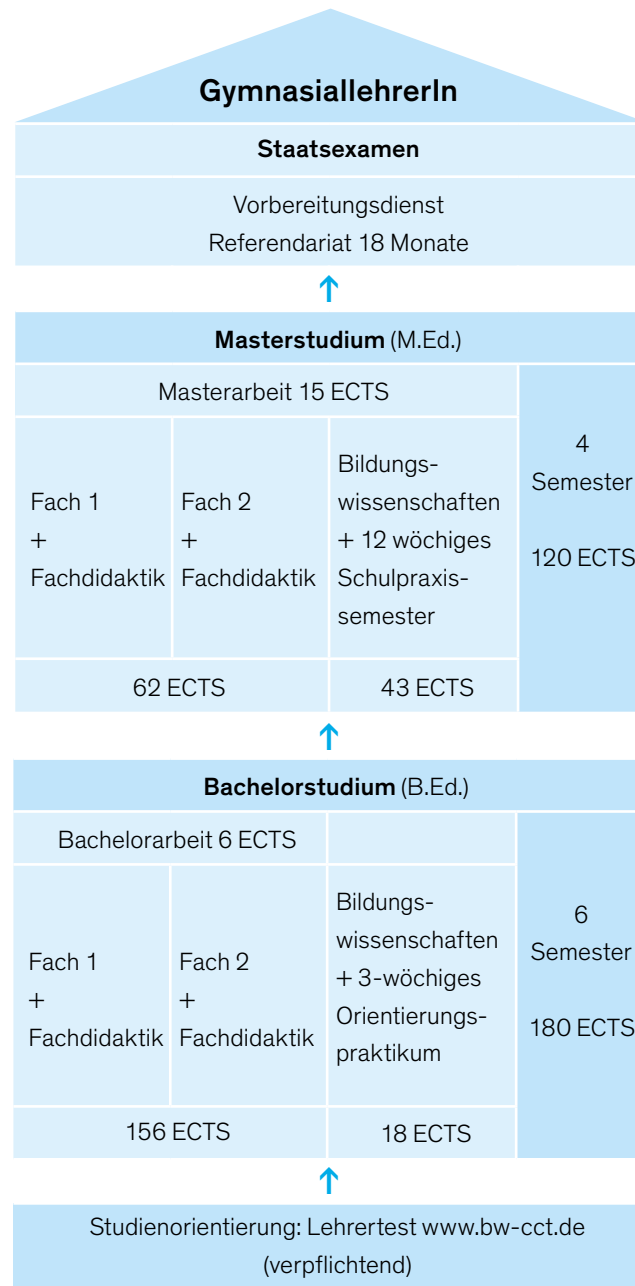 GymnasiallehrerIn
Staatsexamen
Vorbereitungsdienst
Referendariat 18 Monate
↑
Masterstudium (M.Ed.)
Masterarbeit 15 ECTS
Fach 1
+
Fachdidaktik
Fach 2
+
Fachdidaktik
Bildungs-
wissenschaften
+ 12 wöchiges
Schulpraxis-
semester
4
Semester
120 ECTS
62 ECTS
43 ECTS
↑
Bachelorstudium (B.Ed.)
Bachelorarbeit 6 ECTS
Fach 1
+
Fachdidaktik
Fach 2
+
Fachdidaktik
Bildungs-
wissenschaften
+ 3-wöchiges
Orientierungs-
praktikum
6
Semester
180 ECTS
156 ECTS
18 ECTS
↑
Studienorientierung: Lehrertest www.bw-cct.de
(verpflichtend)